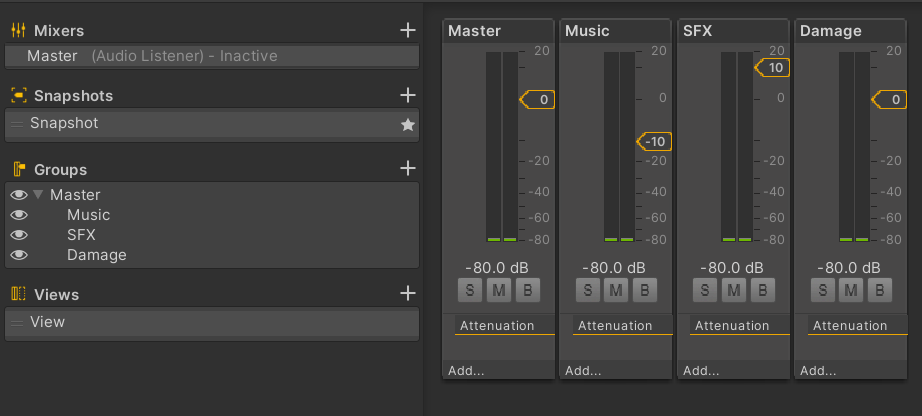 Mixers
Master (Audio Listener) - Inactive
Snapshots
Snapshot
Groups
Master
Music
SFX
Damage
Views
View
Master
20
0
0
-20
-40
-60
-80
-80.0 dB
S M B
Attenuation
Add...
Music
20
0
-10
-20
-40
-60
-80
-80.0 dB
S M B
Attenuation
Add...
SFX
20
10
0
-20
-40
-60
-80
-80.0 dB
S M B
Attenuation
Add...
Damage
20
0
0
-20
-40
-60
-80
-80.0 dB
S M B
Attenuation
Add...